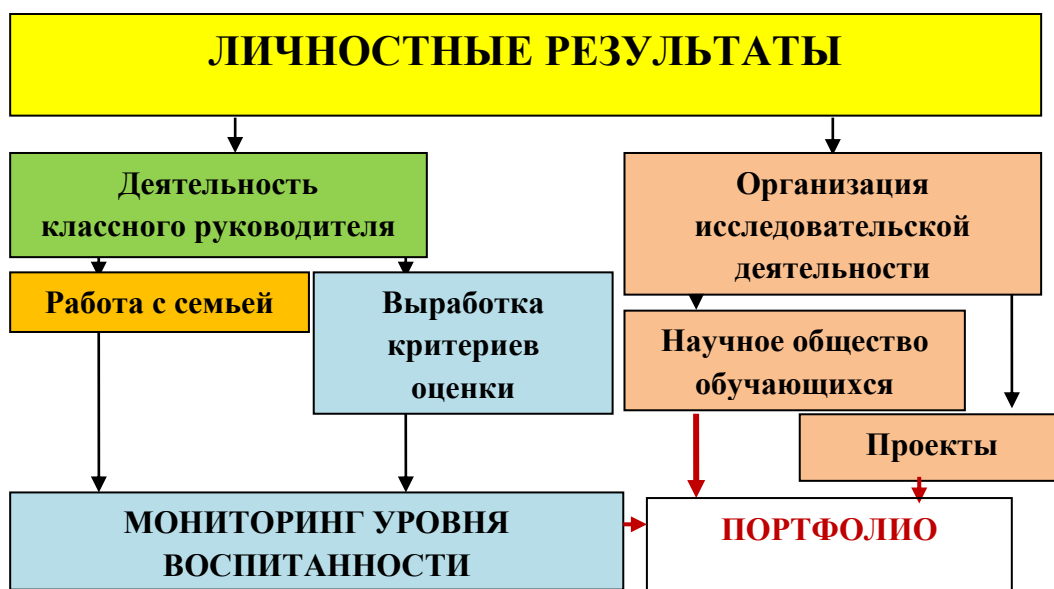 ЛИЧНОСТНЫЕ РЕЗУЛЬТАТЫ
Деятельность
классного руководителя
Организация
исследовательской
деятельности
Работа с семьей
Выработка
критериев
оценки
Научное общество
обучающихся
Проекты
МОНИТОРИНГ УРОВНЯ
ВОСПИТАННОСТИ
ПОРТФОЛИО